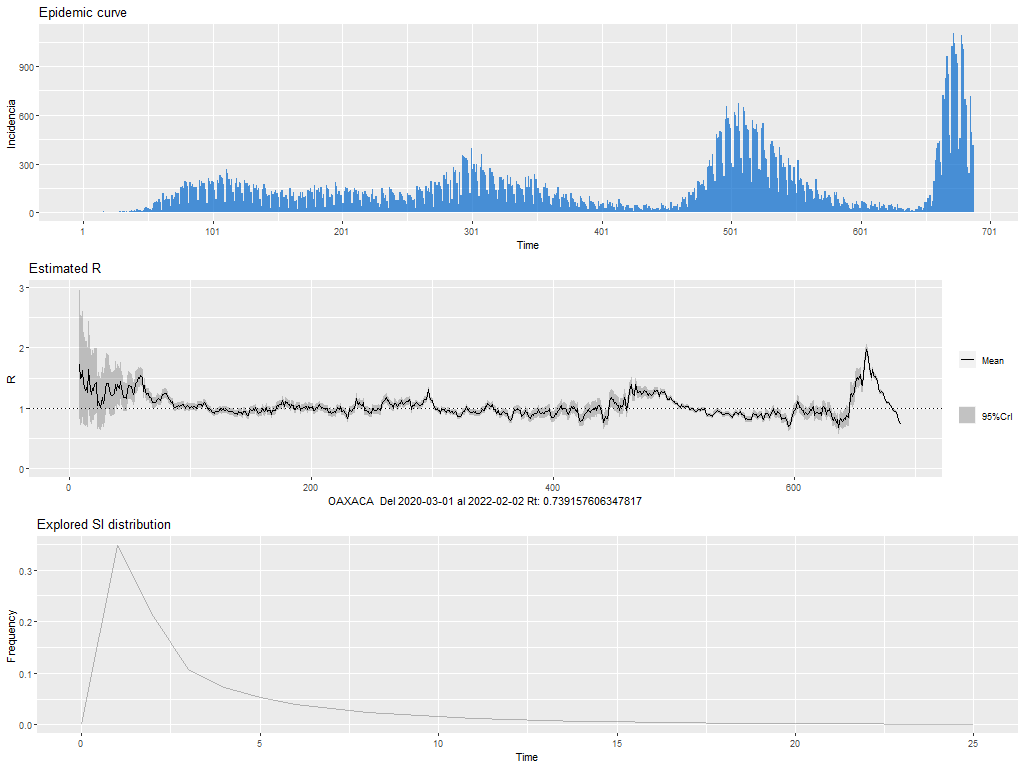 Epidemic curve
900
600
300
0
Incidencia
1 101 201 301 401 501 601 701
Time
Estimated R
3
2
1
0
R
Mean
95%CrI
0 200 400 600
OAXACA Del 2020-03-01 al 2022-02-02 Rt: 0.739157606347817
Explored SI distribution
0.3
0.2
0.1
0.0
Frequency
0 5 10 15 20 25
Time